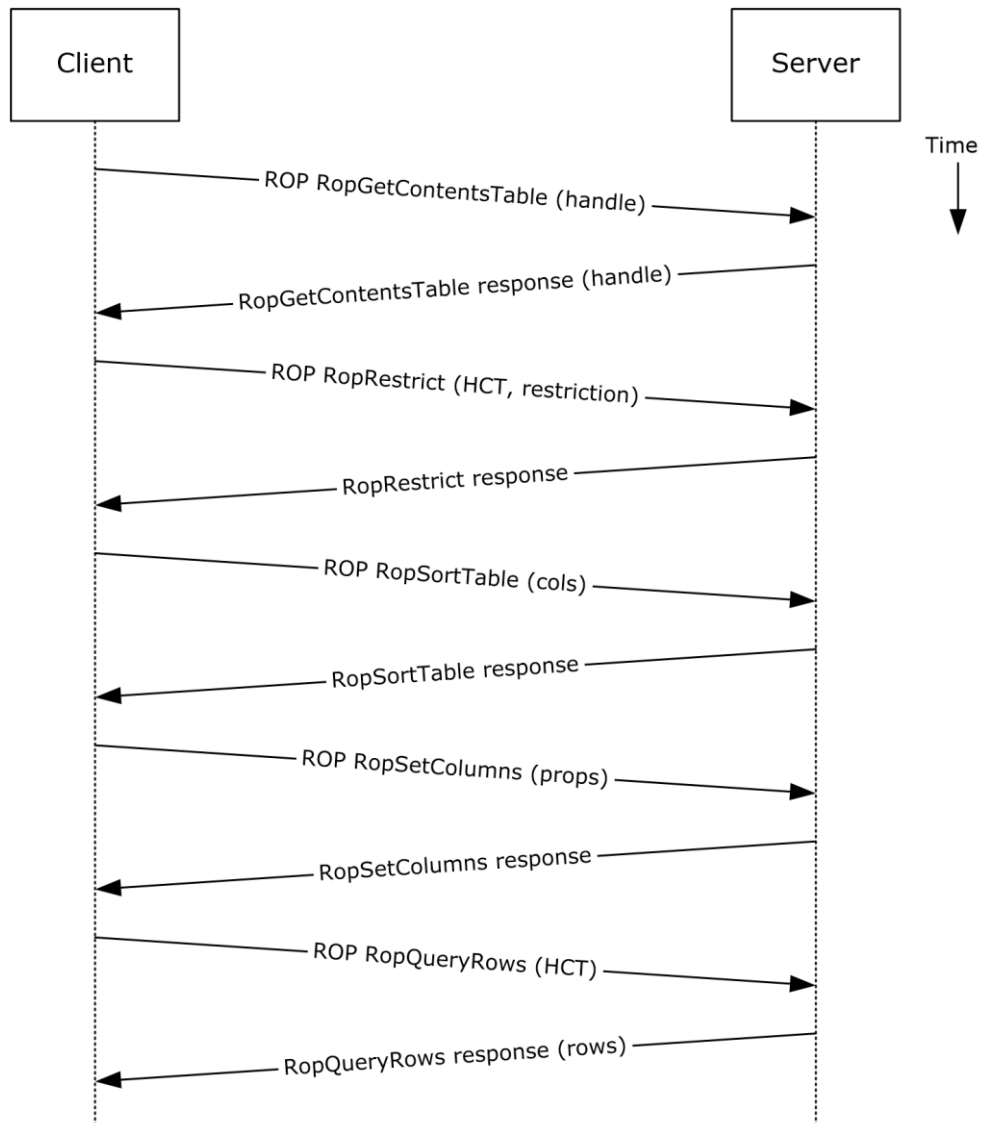 Client
Server
Time
ROP RopGetContentsTable (handle)
RopGetContentsTable response (handle)
ROP RopRestrict (HCT, restriction)
RopRestrict response
ROP RopSortTable (cols)
RopSortTable response
ROP RopSetColumns (props)
RopSetColumns response
ROP RopQueryRows (HCT)
RopQueryRows response (rows)